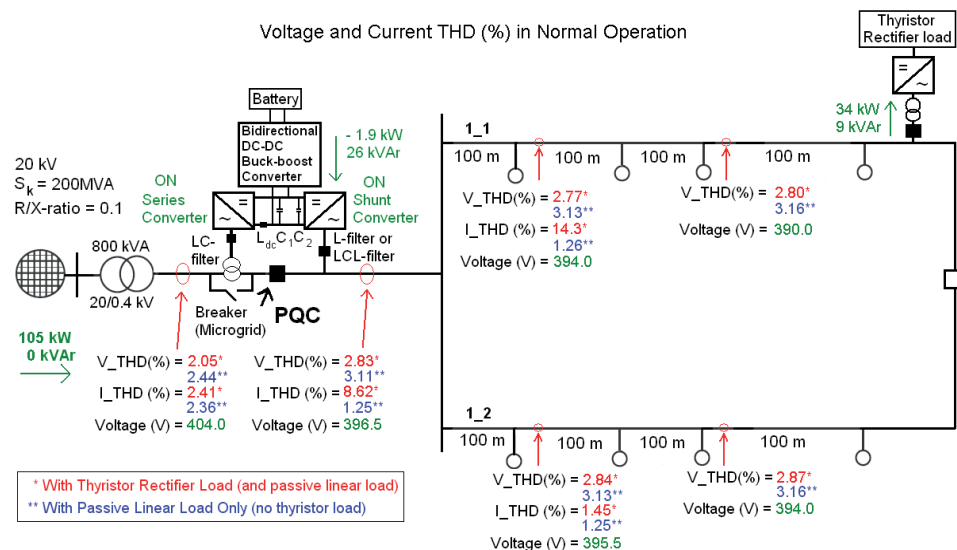 Voltage and Current THD (%) in Normal Operation
Thyristor
Rectifier load
=
~
34 kW
9 kVAr
Battery
Bidirectional
DC-DC
Buck-boost
Converter
- 1.9 kW
26 kVAr
20 kV
Sk = 200MVA
R/X-ratio = 0.1
ON
Series
Converter
ON
Shunt
Converter
=
~
=
~
LdcC1C2
LC-
filter
L-filter or
LCL-filter
800 kVA
20/0.4 kV
Breaker
(Microgrid)
PQC
105 kW
0 kVAr
V_THD(%) = 2.05*
2.44**
I_THD (%) = 2.41*
2.36**
Voltage (V) = 404.0
V_THD(%) = 2.83*
3.11**
I_THD (%) = 8.62*
1.25**
Voltage (V) = 396.5
1_1
100 m 100 m 100 m 100 m
V_THD(%) = 2.77*
3.13**
I_THD (%) = 14.3*
1.26**
Voltage (V) = 394.0
V_THD(%) = 2.80*
3.16**
Voltage (V) = 390.0
1_2
100 m 100 m 100 m 100 m
V_THD(%) = 2.84*
3.13**
I_THD (%) = 1.45*
1.25**
Voltage (V) = 395.5
V_THD(%) = 2.87*
3.16**
Voltage (V) = 394.0
* With Thyristor Rectifier Load (and passive linear load)
** With Passive Linear Load Only (no thyristor load)